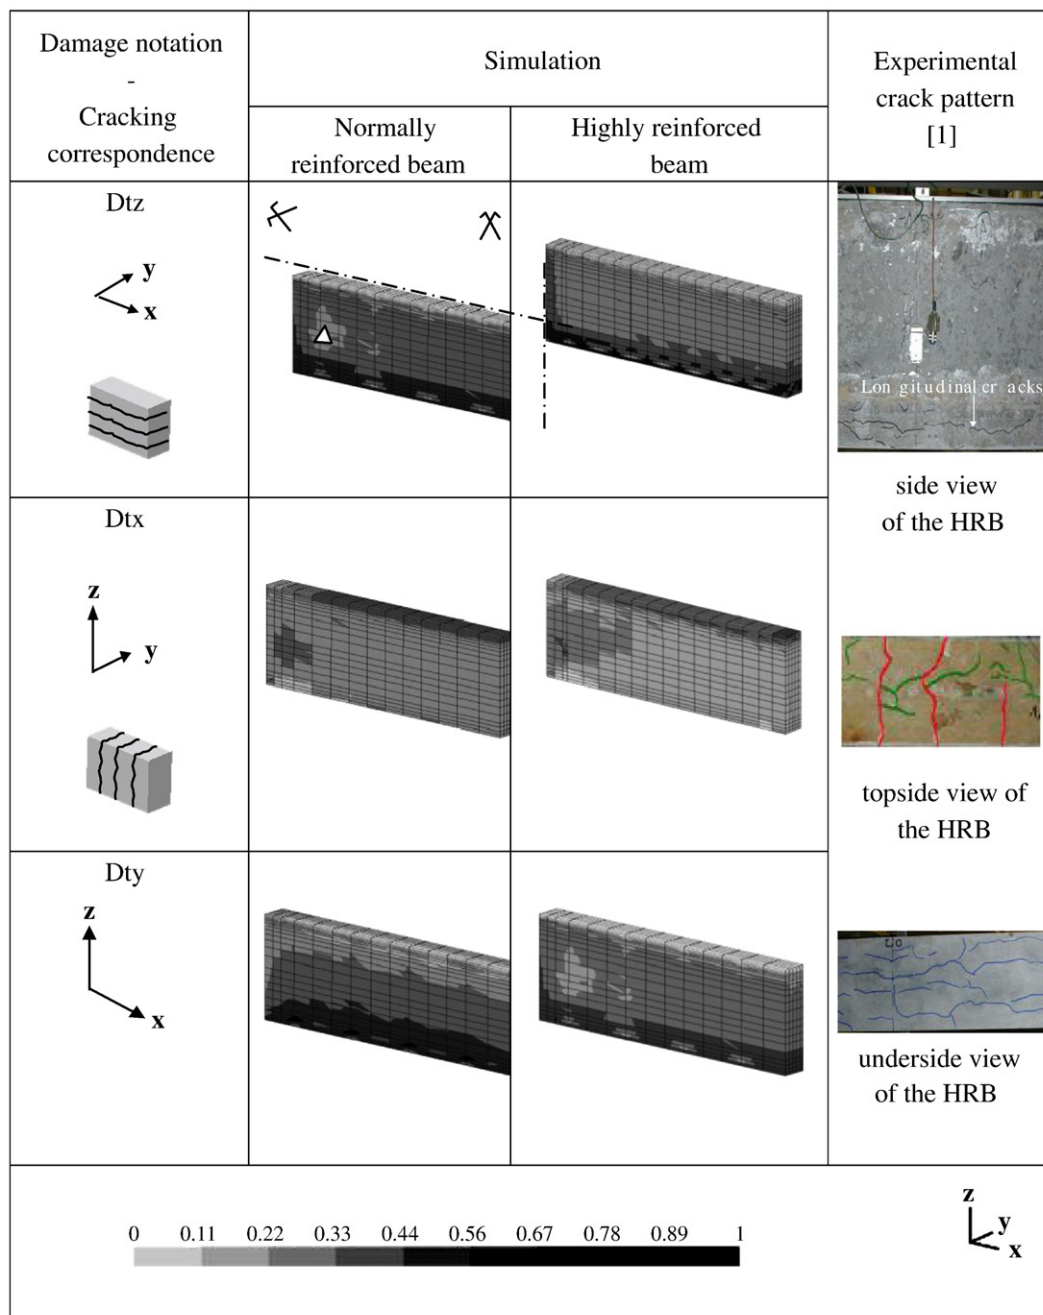 Damage notation
-
Cracking
correspondence
Simulation
Experimental
crack pattern
[1]
Normally
reinforced beam
Highly reinforced
beam
Dtz
y
x
Lon gitudinal cr acks
side view
of the HRB
Dtx
z
y
topside view of
the HRB
Dty
z
x
underside view
of the HRB
0 0.11 0.22 0.33 0.44 0.56 0.67 0.78 0.89 1
z
y
x